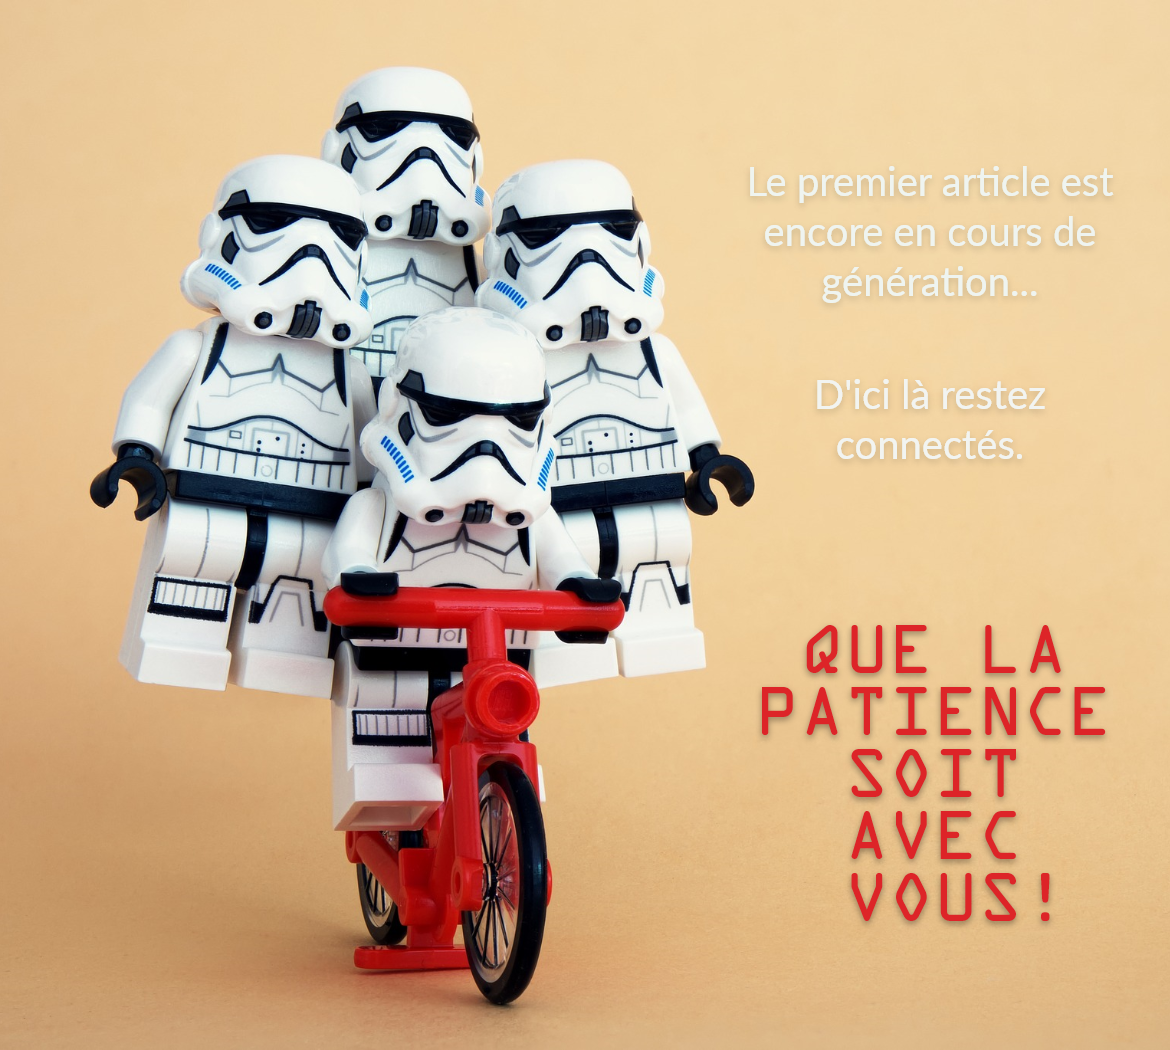 Le premier article est
encore en cours de
génération...
D'ici là restez
connectés.
QUE LA
PATIENCE
SOIT
AVEC
VOUS!